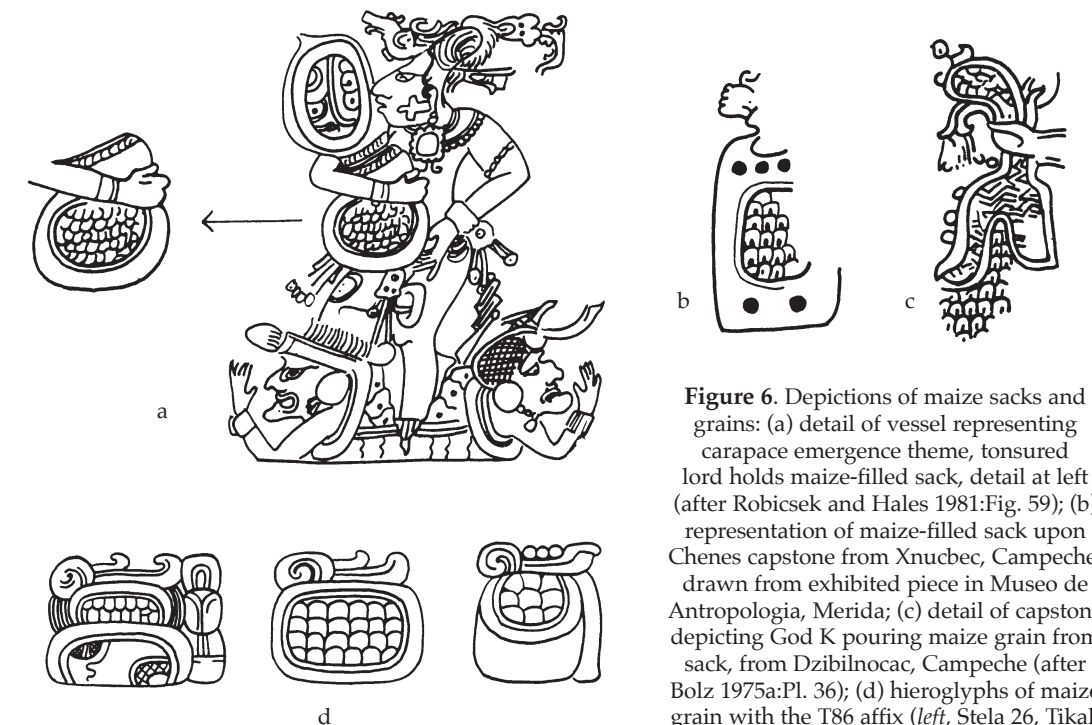 a
b
c
d
Figure 6. Depictions of maize sacks and
grains: (a) detail of vessel representing
carapace emergence theme, tonsured
lord holds maize-filled sack, detail at left
(after Robicsek and Hales 1981:Fig. 59); (b)
representation of maize-filled sack upon
Chenes capstone from Xnucbec, Campeche
drawn from exhibited piece in Museo de
Antropologia, Merida; (c) detail of
depicting God K pouring maize grain from
sack, from Dzibilnocac, Campeche (after
Bolz 1975a:Pl. 36); (d) hieroglyphs of maize
grain with the T86 affix (left, Stela 26, Tikal